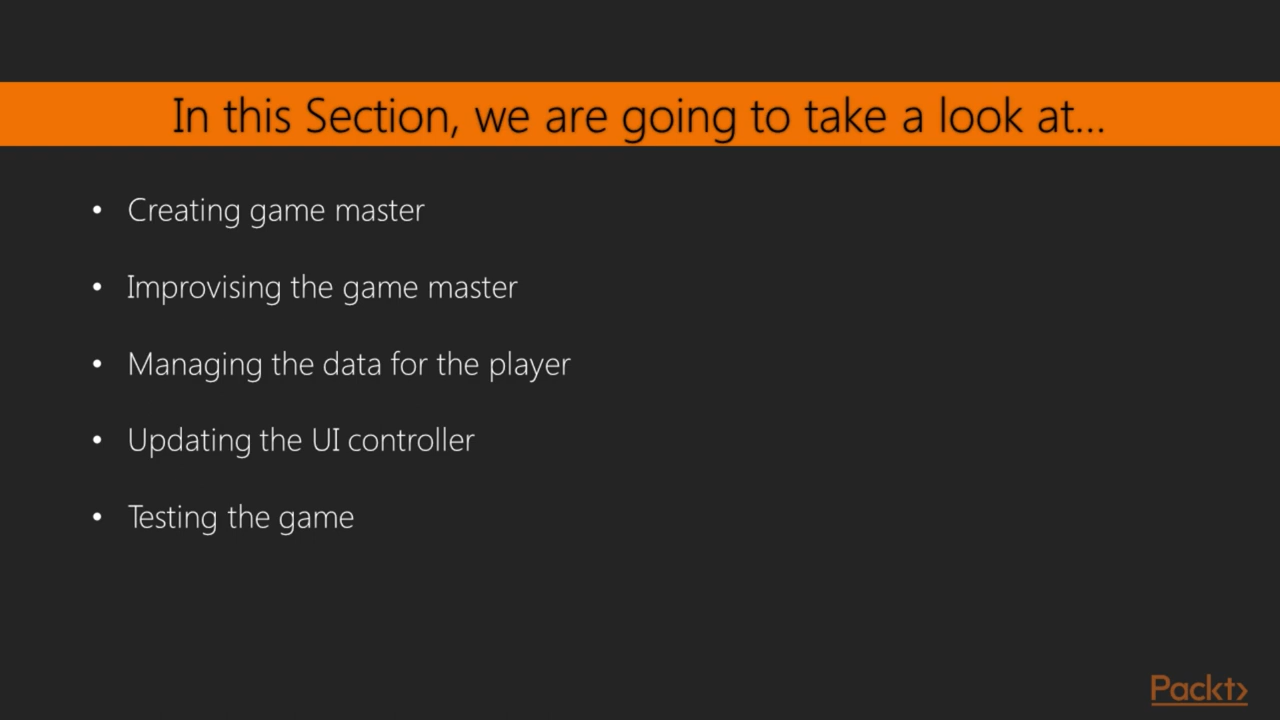 In this Section, we are going to take a look at...
• Creating game master
• Improvising the game master
• Managing the data for the player
• Updating the UI controller
• Testing the game
Packt>